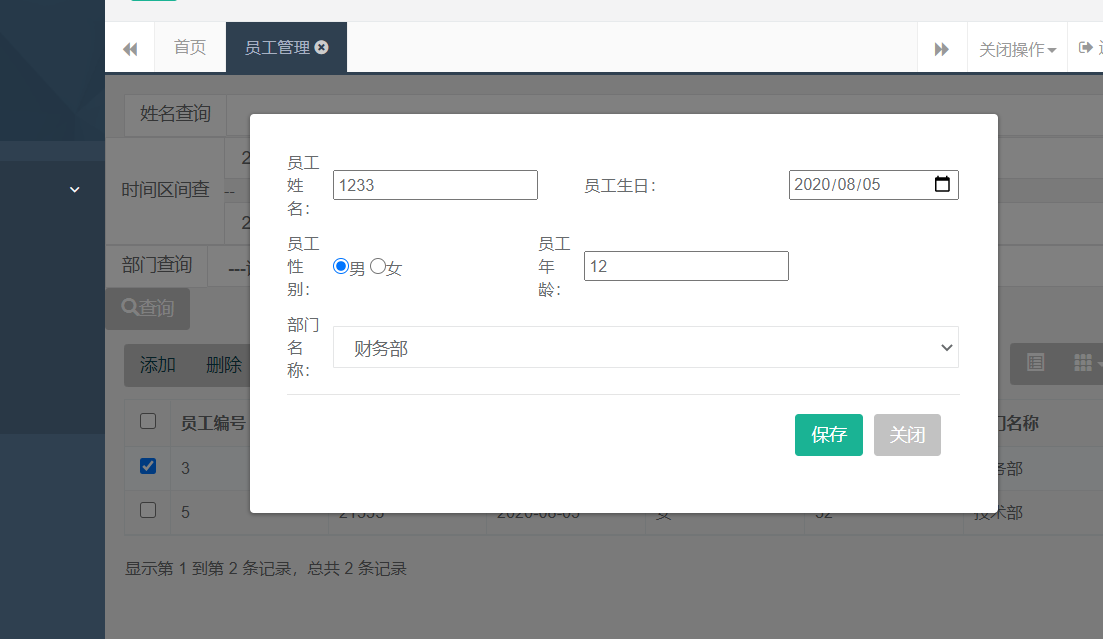 首页 员工管理 关闭操作
姓名查询
员工姓名： 1233 员工生日： 2020/08/05
时间区间查 --
2
2
员工性别： 男 女 员工年龄： 12
部门查询
部门名称： 财务部
查询
添加 删除
保存 关闭
员工编号 门名称
3 务部
5 技术部
显示第 1 到第 2 条记录，总共 2 条记录